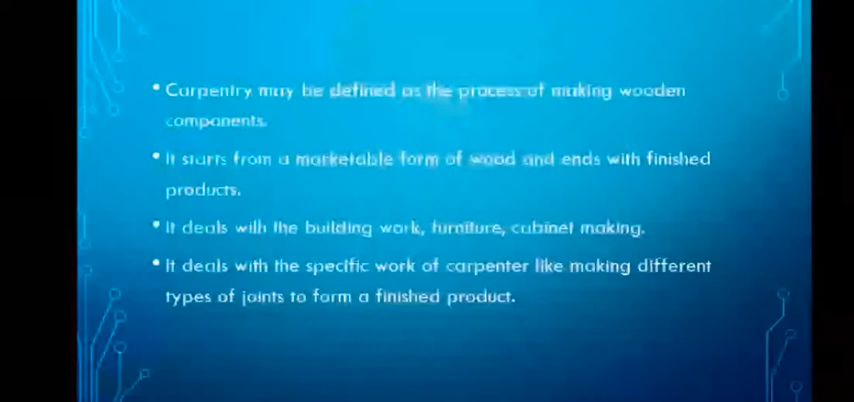 • Carpentry may be defined as the process of making wooden
components.
• It starts from a marketable form of wood and ends with finished
products.
• It deals with the building work, furniture, cabinet making.
• It deals with the specific work of carpenter like making different
types of joints to form a finished product.